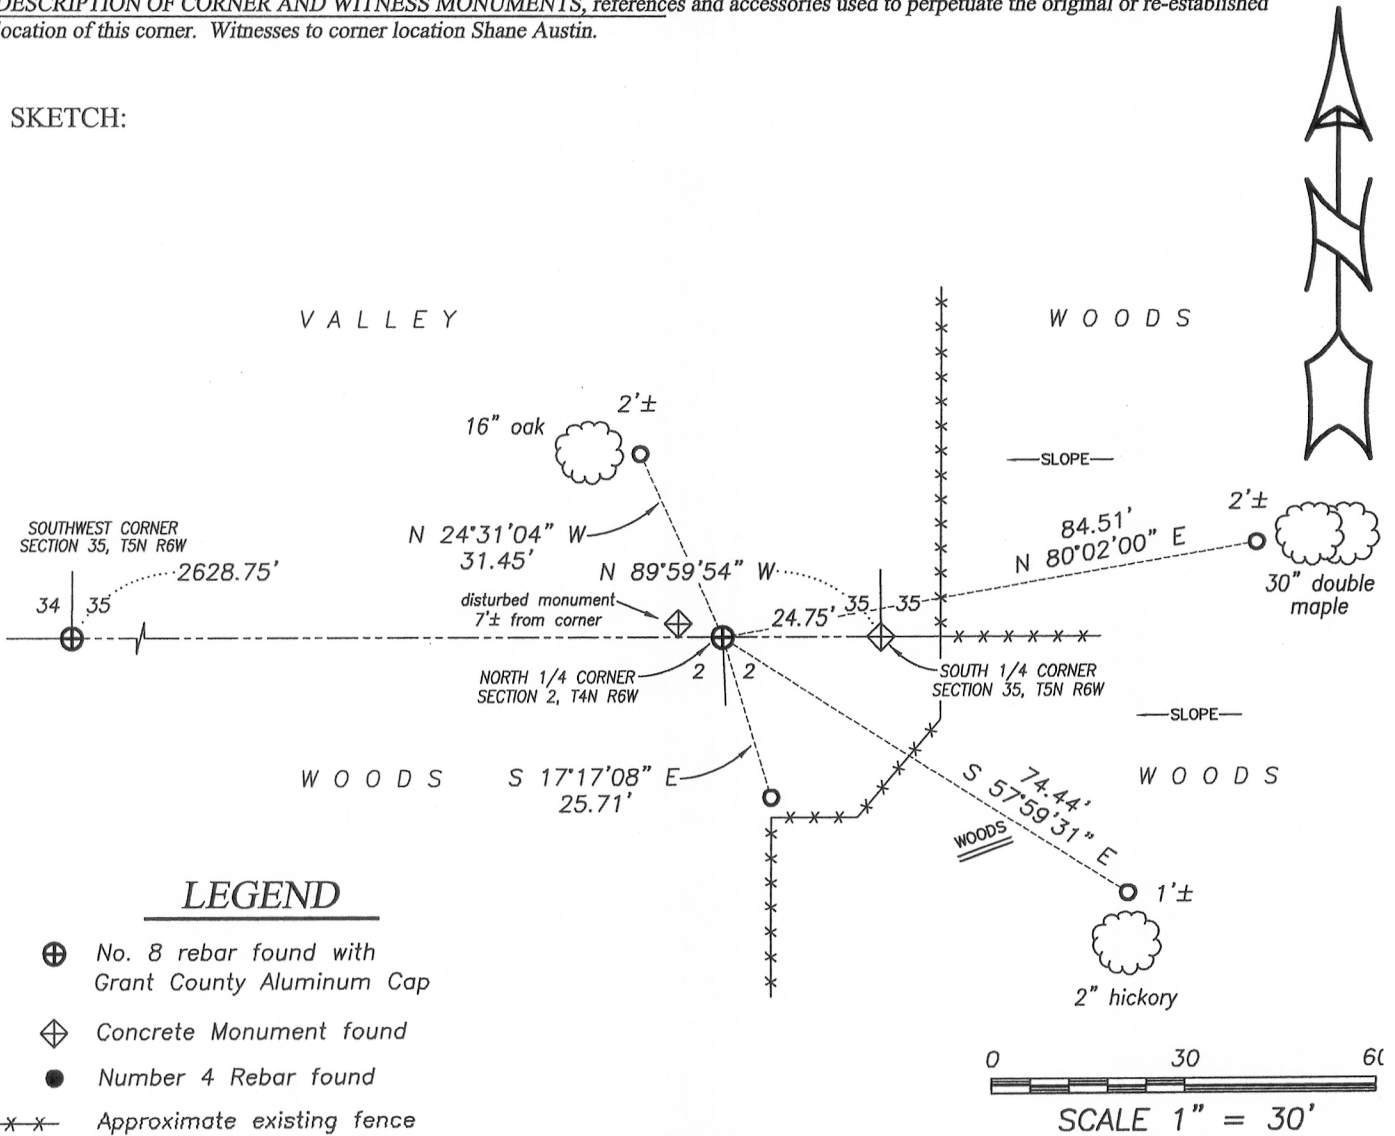 DESCRIPTION OF CORNER AND WITNESS MONUMENTS, references and accessories used to perpetuate the original or re-established
location of this corner. Witnesses to corner location Shane Austin.
SKETCH:
VALLEY
WOODS
2'±
16" oak
SLOPE
2'±
84.51'
N 80°02'00" E
30" double
maple
SOUTHWEST CORNER
SECTION 35, T5N R6W
2628.75'
34 35
N 24°31'04" W
31.45'
N 89°59'54" W
disturbed monument
7'± from corner
24.75'
35 35
NORTH 1/4 CORNER
SECTION 2, T4N R6W
2 2
SOUTH 1/4 CORNER
SECTION 35, T5N R6W
SLOPE
WOODS
S 17°17'08" E
25.71'
WOODS
74.44'
S 57°59'31" E
WOODS
1'±
2" hickory
LEGEND
No. 8 rebar found with
Grant County Aluminum Cap
Concrete Monument found
Number 4 Rebar found
Approximate existing fence
0 30 60
SCALE 1" = 30'
N